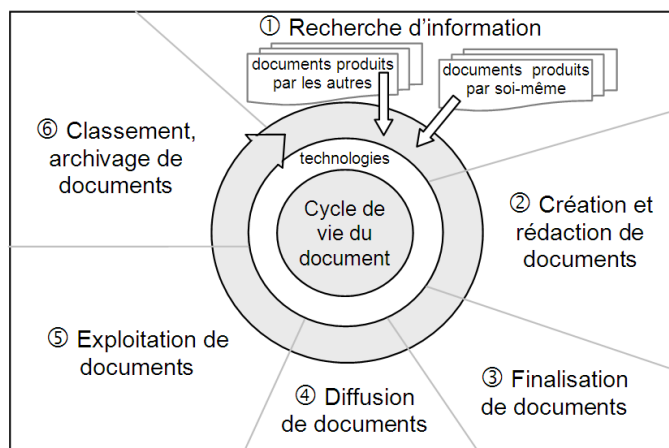 ① Recherche d'information
documents produits
par les autres
documents produits
par soi-même
technologies
Cycle de
vie du
document
② Création et
rédaction de
documents
③ Finalisation
de documents
④ Diffusion
de documents
⑤ Exploitation de
documents
⑥ Classement,
archivage de
documents